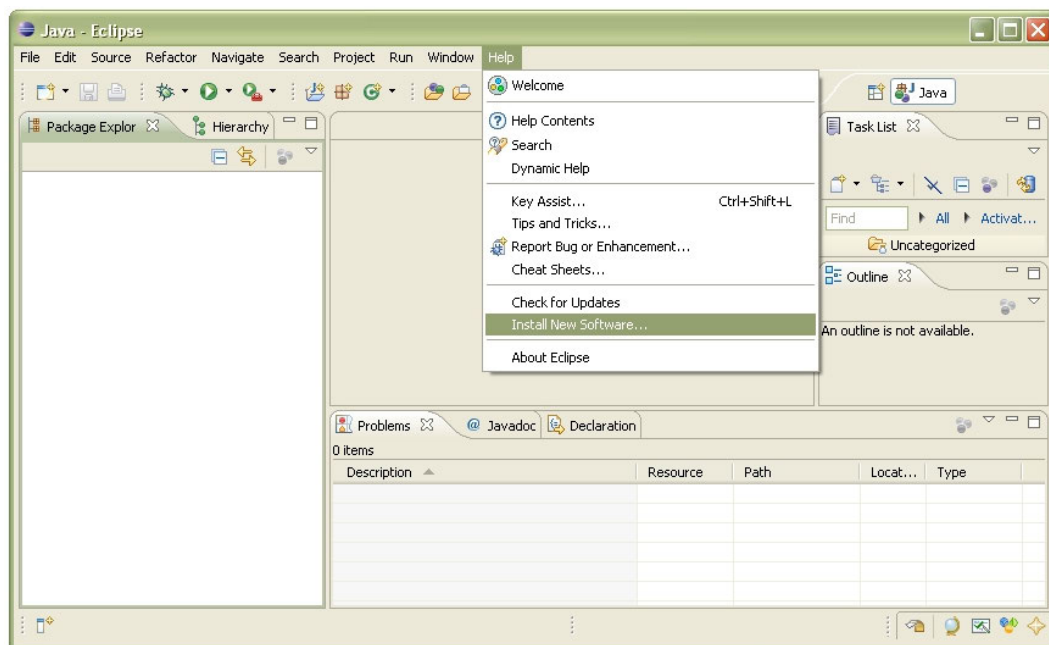 Java - Eclipse
File Edit Source Refactor Navigate Search Project Run Window Help
Java
Package Explor Hierarchy
Welcome
Help Contents
Search
Dynamic Help
Key Assist... Ctrl+Shift+L
Tips and Tricks...
Report Bug or Enhancement...
Cheat Sheets...
Check for Updates
Install New Software...
About Eclipse
Task List
Find All Activat...
Uncategorized
Outline
An outline is not available.
Problems @ Javadoc Declaration
0 items
Description Resource Path Locat... Type